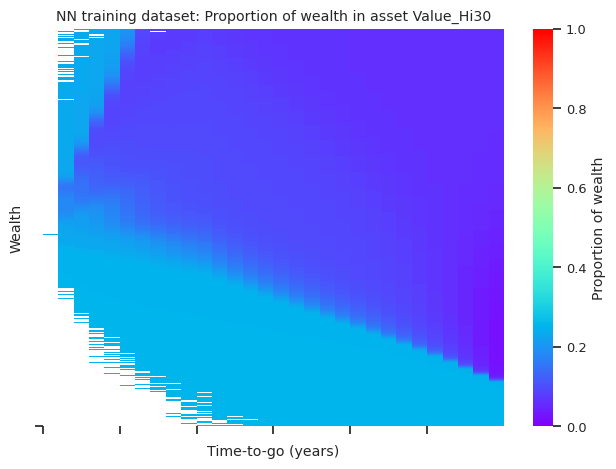 NN training dataset: Proportion of wealth in asset Value_Hi30
1.0
0.8
0.6
0.4
0.2
0.0
Proportion of wealth
Wealth
Time-to-go (years)